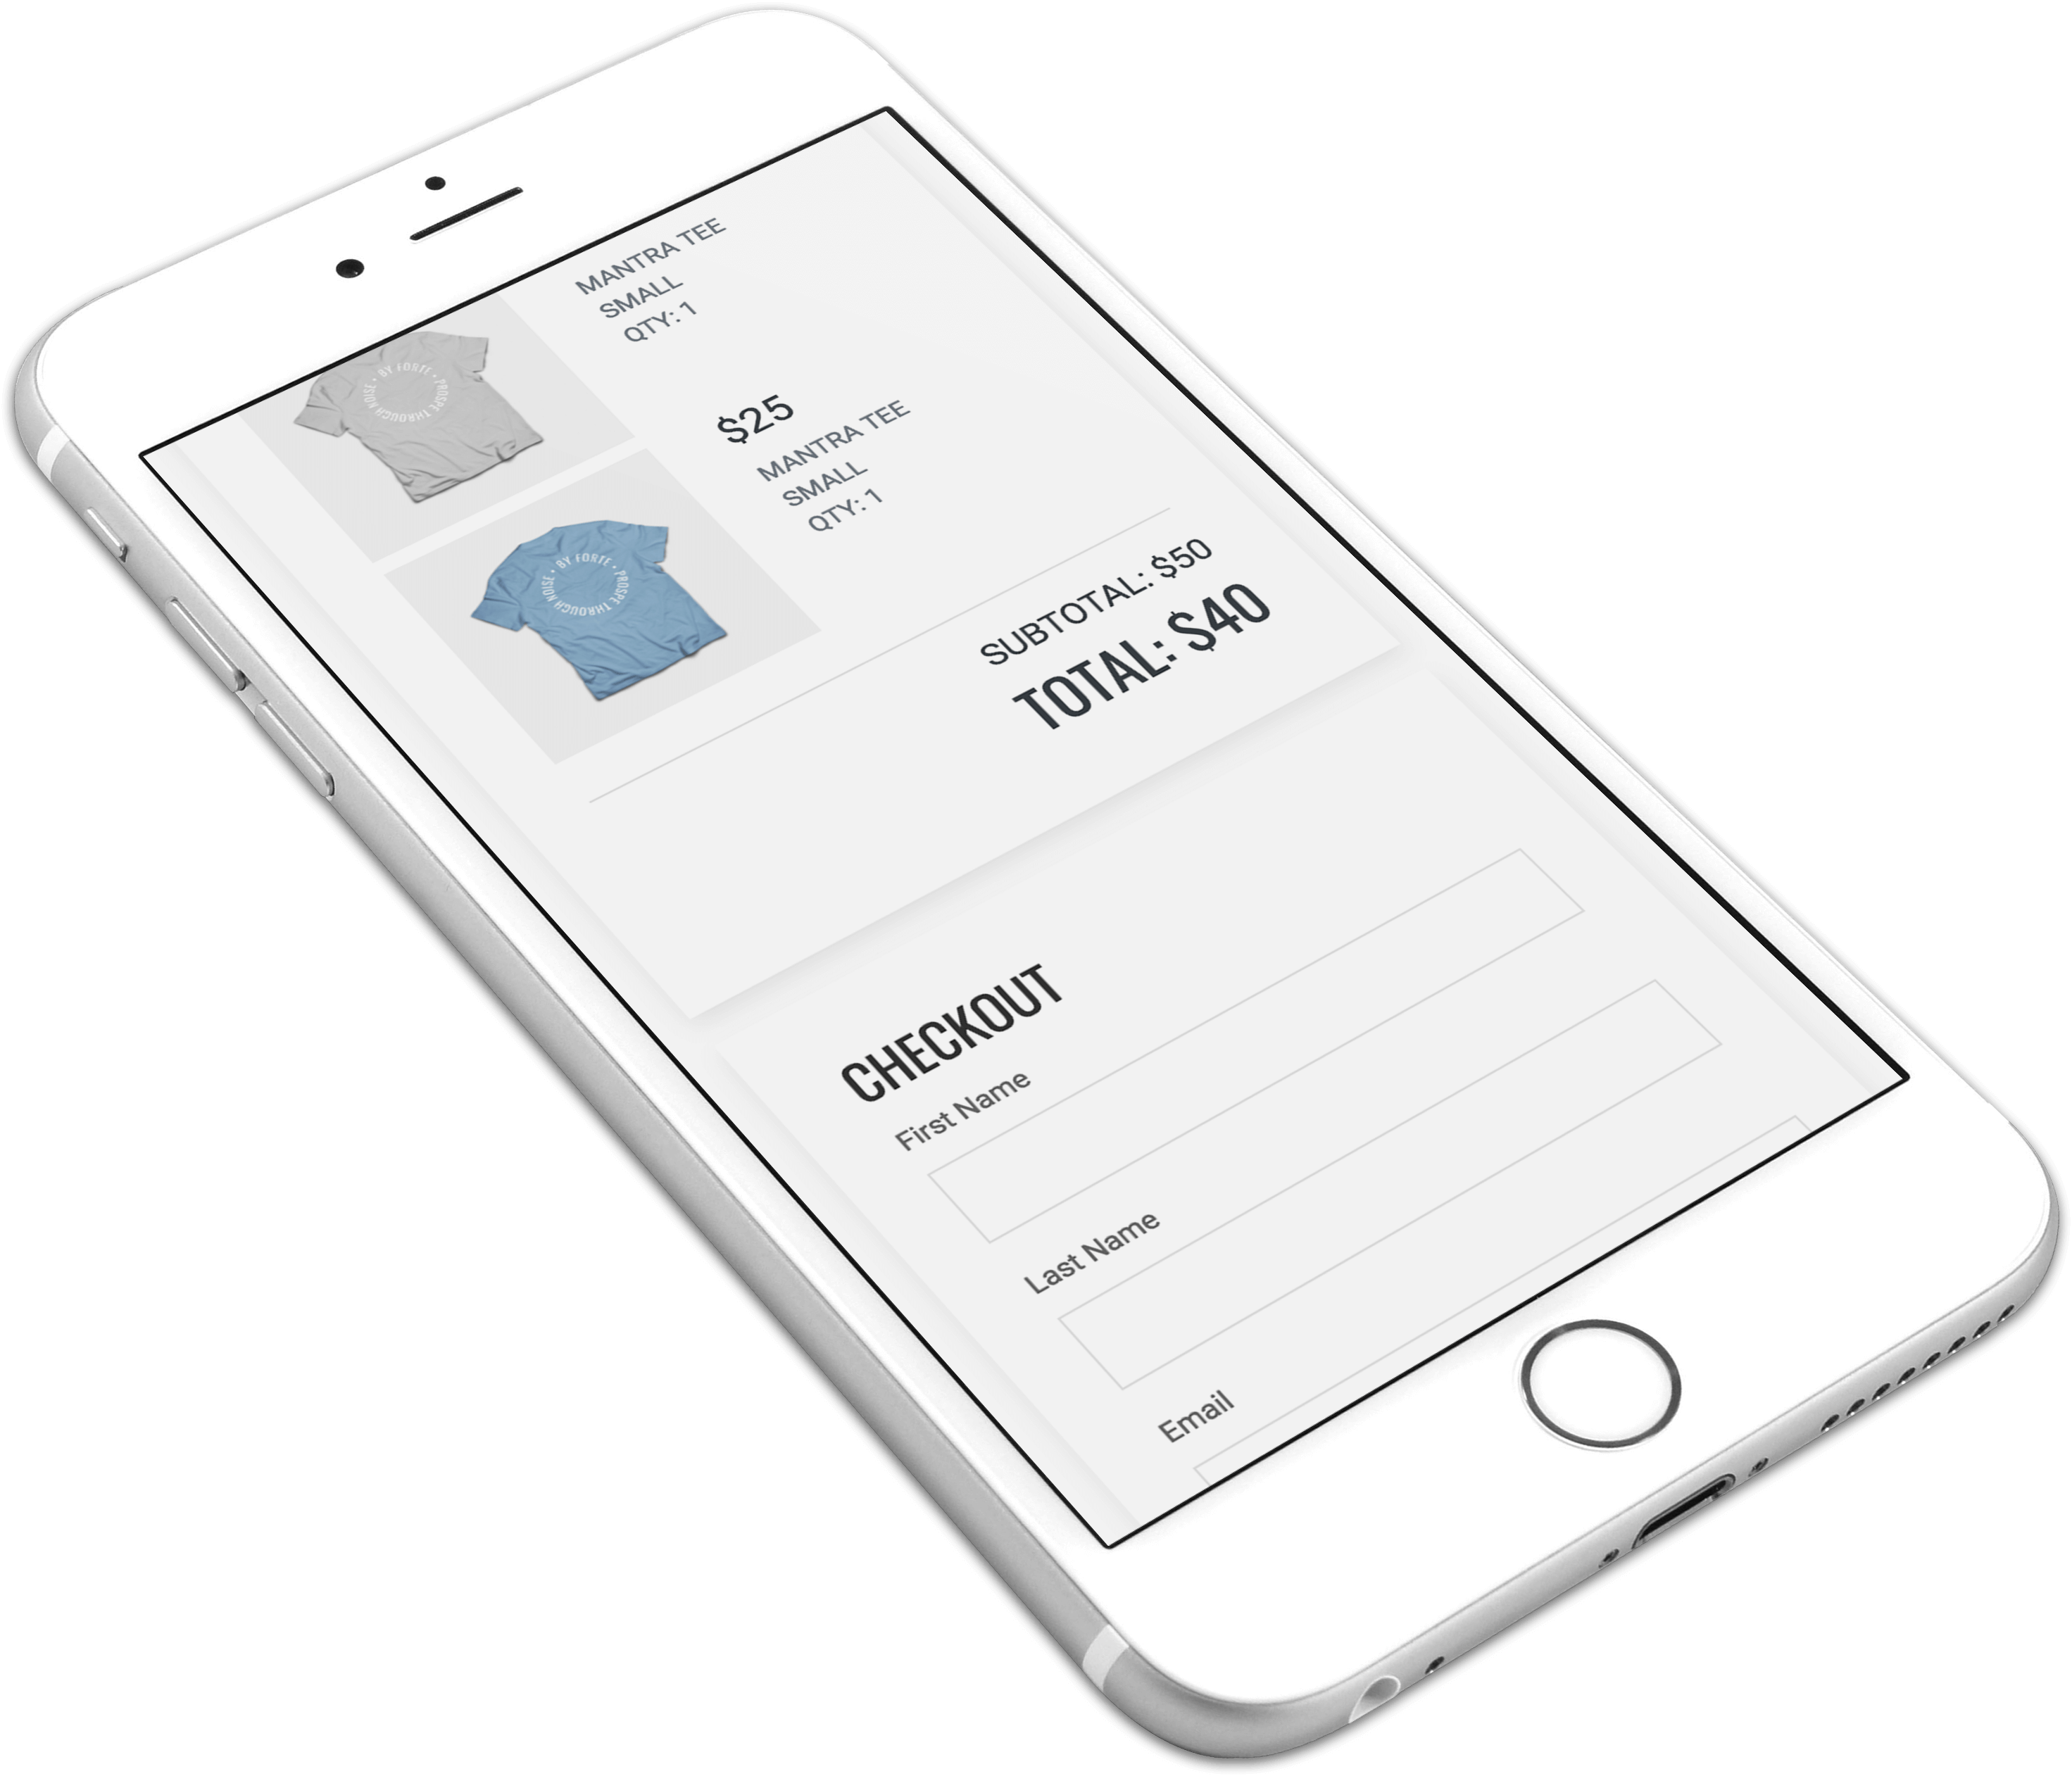 MANTRA TEE
SMALL
QTY: 1
BY FORTE • PROSPE THROUGH NOISE •
$25
MANTRA TEE
SMALL
QTY: 1
BY FORTE • PROSPE THROUGH NOISE •
SUBTOTAL: $50
TOTAL: $40
CHECKOUT
First Name
Last Name
Email